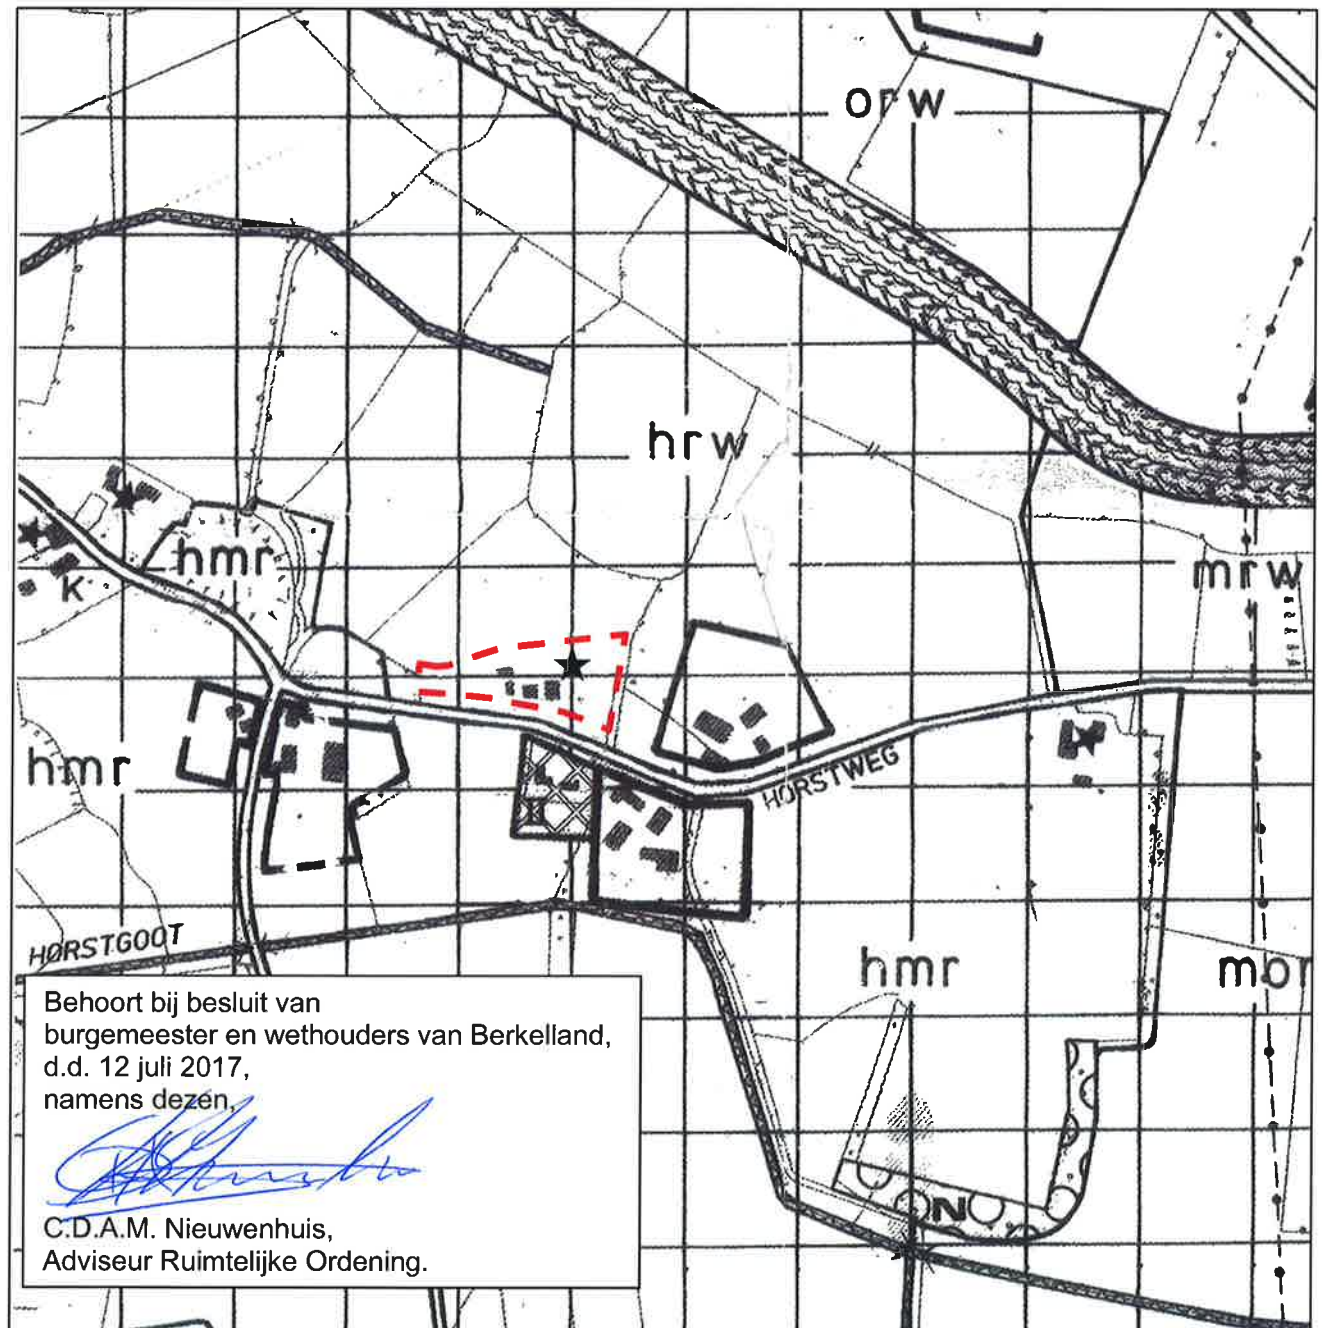 orw
hrw
hmr
K
mrw
hmr
HORSTWEG
H
HORSTGOOT
hmr
mor
N
Behoort bij besluit van
burgemeester en wethouders van Berkelland,
d.d. 12 juli 2017,
namens dezen,
C.D.A.M. Nieuwenhuis,
Adviseur Ruimtelijke Ordening.